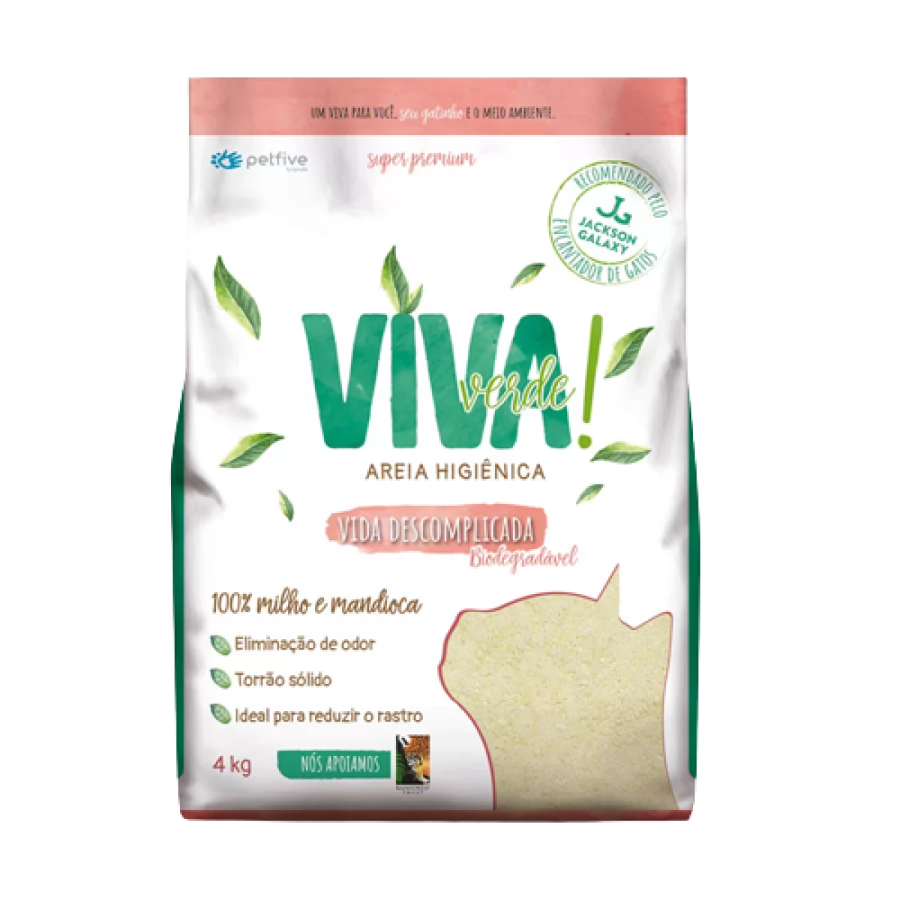 UM VIVA PARA VOCÊ, seu gatinho E O MEIO AMBIENTE.
petfive
super premium
RECOMENDADO PELO
JACKSON
GALAXY
ENCANTADOR DE GATOS
VIVA!
verde
AREIA HIGIÊNICA
VIDA DESCOMPLICADA
Biodegradável
100% milho e mandioca
Eliminação de odor
Torrão sólido
Ideal para reduzir o rastro
4 kg
NÓS APOIAMOS
RAINFOREST
TRUST